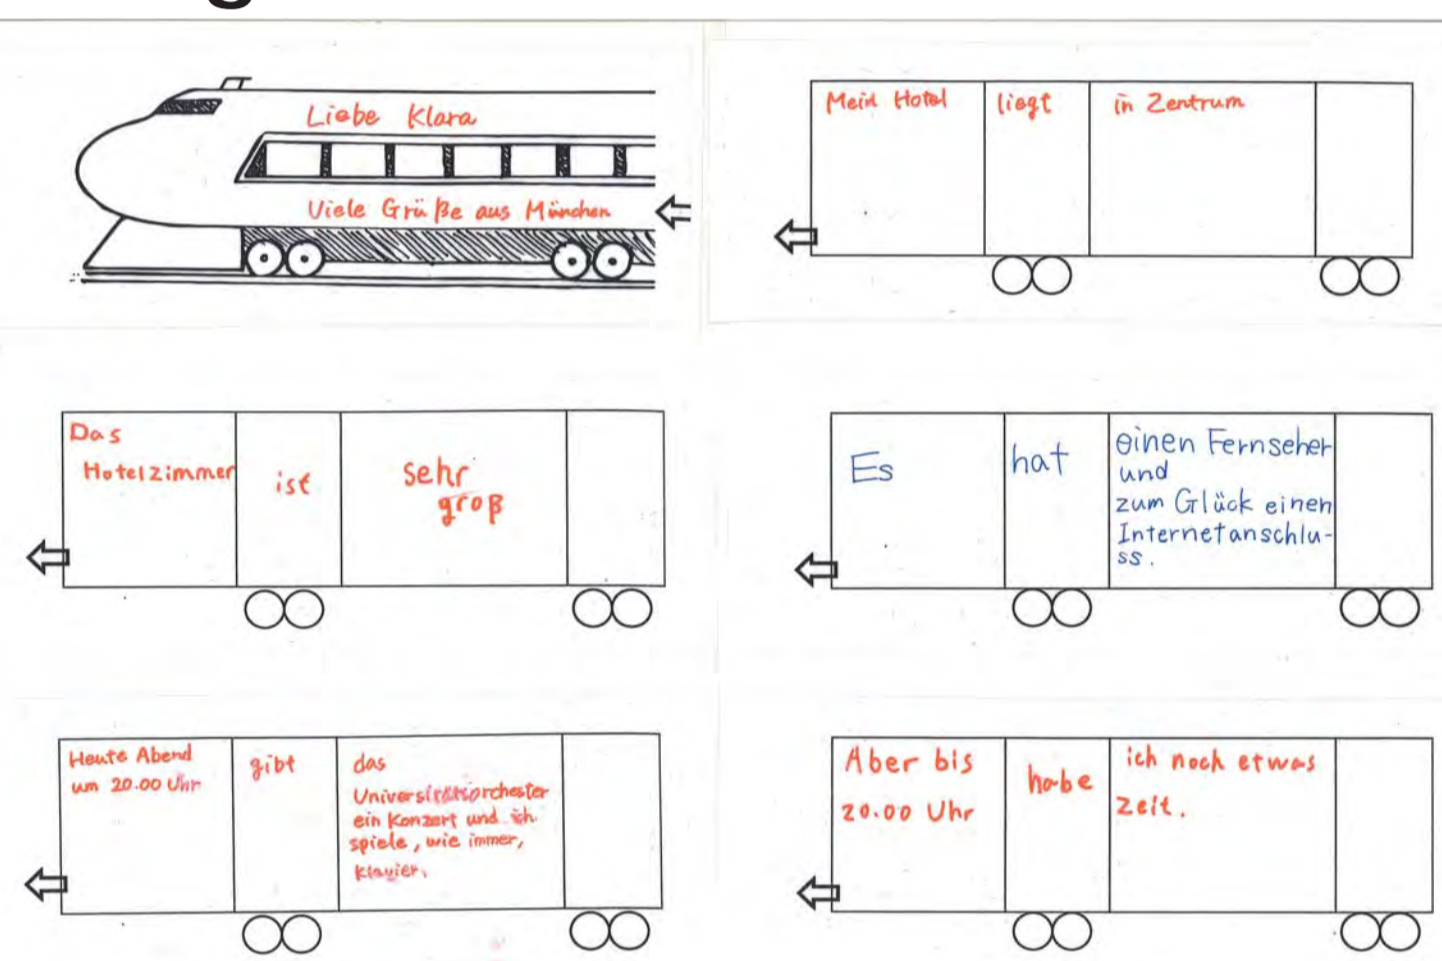 Liebe Klara
Viele Grüße aus München
Mein Hotel liegt in Zentrum
Das
Hotelzimmer
ist
sehr
groß
Es
hat
einen Fernseher
und
zum Glück einen
Internetanschlu-
ss.
Heute Abend
um 20.00 Uhr
gibt
das
Universitätsorchester
ein Konzert und ich
spiele, wie immer,
Klavier.
Aber bis
20.00 Uhr
habe
ich noch etwas
Zeit.